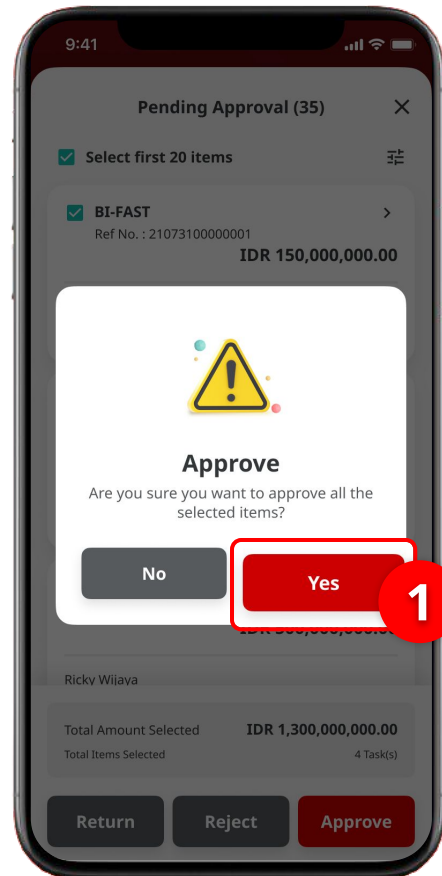 9:41
Pending Approval (35)
Select first 20 items
BI-FAST
Ref No. : 21073100000001
IDR 150,000,000.00
Approve
Are you sure you want to approve all the
selected items?
No
Yes
1
Ricky Wijaya
Total Amount Selected IDR 1,300,000,000.00
Total Items Selected 4 Task(s)
Return Reject Approve